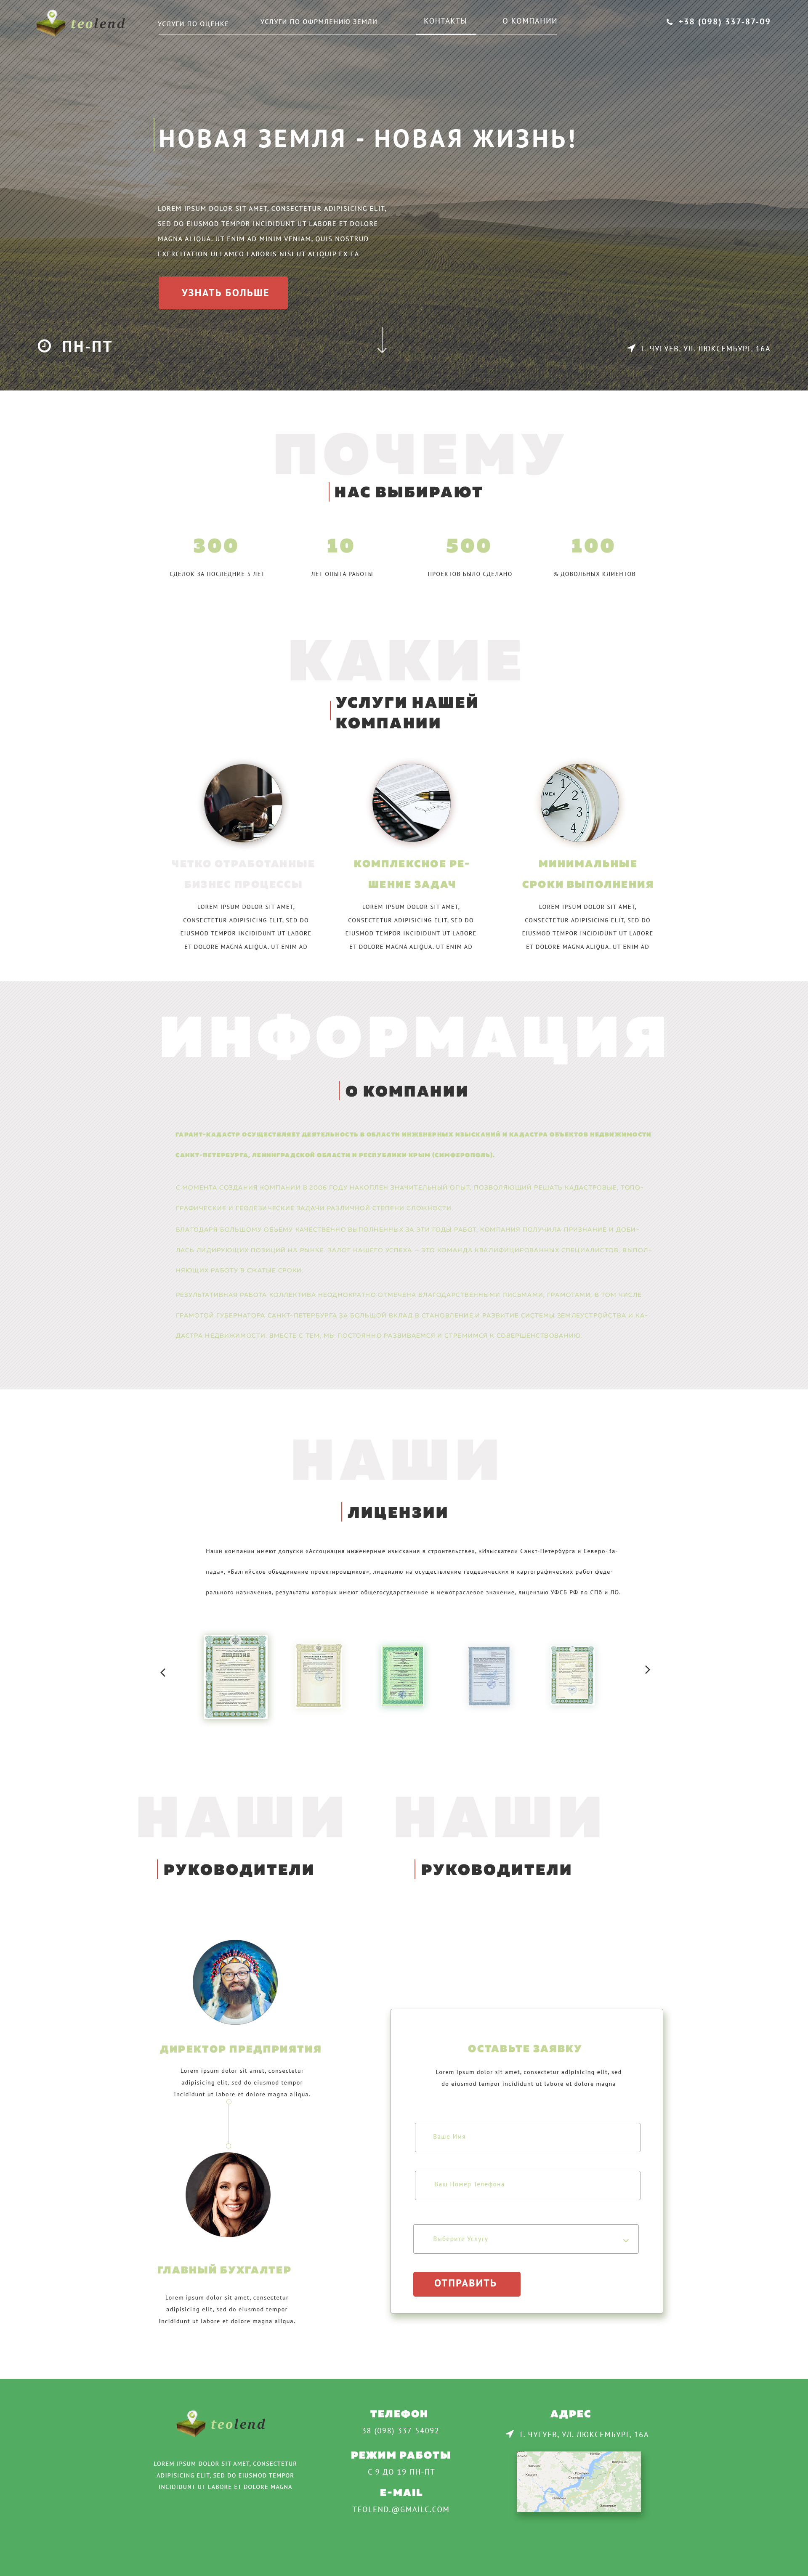 teolend
УСЛУГИ ПО ОЦЕНКЕ
УСЛУГИ ПО ОФРМЛЕНИЮ ЗЕМЛИ
КОНТАКТЫ
О КОМПАНИИ
+38 (098) 337-87-09
НОВАЯ ЗЕМЛЯ - НОВАЯ ЖИЗНЬ!
LOREM IPSUM DOLOR SIT AMET, CONSECTETUR ADIPISICING ELIT,
SED DO EIUSMOD TEMPOR INCIDIDUNT UT LABORE ET DOLORE
MAGNA ALIQUA. UT ENIM AD MINIM VENIAM, QUIS NOSTRUD
EXERCITATION ULLAMCO LABORIS NISI UT ALIQUIP EX EA
УЗНАТЬ БОЛЬШЕ
ПН-ПТ
Г. ЧУГУЕВ, УЛ. ЛЮКСЕМБУРГ, 16А
ПОЧЕМУ
НАС ВЫБИРАЮТ
300
СДЕЛОК ЗА ПОСЛЕДНИЕ 5 ЛЕТ
10
ЛЕТ ОПЫТА РАБОТЫ
500
ПРОЕКТОВ БЫЛО СДЕЛАНО
100
% ДОВОЛЬНЫХ КЛИЕНТОВ
КАКИЕ
УСЛУГИ НАШЕЙ
КОМПАНИИ
ЧЕТКО ОТРАБОТАННЫЕ
БИЗНЕС ПРОЦЕССЫ
LOREM IPSUM DOLOR SIT AMET,
CONSECTETUR ADIPISICING ELIT, SED DO
EIUSMOD TEMPOR INCIDIDUNT UT LABORE
ET DOLORE MAGNA ALIQUA. UT ENIM AD
КОМПЛЕКСНОЕ РЕ-
ШЕНИЕ ЗАДАЧ
LOREM IPSUM DOLOR SIT AMET,
CONSECTETUR ADIPISICING ELIT, SED DO
EIUSMOD TEMPOR INCIDIDUNT UT LABORE
ET DOLORE MAGNA ALIQUA. UT ENIM AD
МИНИМАЛЬНЫЕ
СРОКИ ВЫПОЛНЕНИЯ
LOREM IPSUM DOLOR SIT AMET,
CONSECTETUR ADIPISICING ELIT, SED DO
EIUSMOD TEMPOR INCIDIDUNT UT LABORE
ET DOLORE MAGNA ALIQUA. UT ENIM AD
ИНФОРМАЦИЯ
О КОМПАНИИ
ГАРАНТ-КАДАСТР ОСУЩЕСТВЛЯЕТ ДЕЯТЕЛЬНОСТЬ В ОБЛАСТИ ИНЖЕНЕРНЫХ ИЗЫСКАНИЙ И КАДАСТРА ОБЪЕКТОВ НЕДВИЖИМОСТИ
САНКТ-ПЕТЕРБУРГА, ЛЕНИНГРАДСКОЙ ОБЛАСТИ И РЕСПУБЛИКИ КРЫМ (СИМФЕРОПОЛЬ).
С МОМЕНТА СОЗДАНИЯ КОМПАНИИ В 2006 ГОДУ НАКОПЛЕН ЗНАЧИТЕЛЬНЫЙ ОПЫТ, ПОЗВОЛЯЮЩИЙ РЕШАТЬ КАДАСТРОВЫЕ, ТОПО-
ГРАФИЧЕСКИЕ И ГЕОДЕЗИЧЕСКИЕ ЗАДАЧИ РАЗЛИЧНОЙ СТЕПЕНИ СЛОЖНОСТИ.
БЛАГОДАРЯ БОЛЬШОМУ ОБЪЕМУ КАЧЕСТВЕННО ВЫПОЛНЕННЫХ ЗА ЭТИ ГОДЫ РАБОТ, КОМПАНИЯ ПОЛУЧИЛА ПРИЗНАНИЕ И ДОБИ-
ЛАСЬ ЛИДИРУЮЩИХ ПОЗИЦИЙ НА РЫНКЕ. ЗАЛОГ НАШЕГО УСПЕХА – ЭТО КОМАНДА КВАЛИФИЦИРОВАННЫХ СПЕЦИАЛИСТОВ, ВЫПОЛ-
НЯЮЩИХ РАБОТУ В СЖАТЫЕ СРОКИ.
РЕЗУЛЬТАТИВНАЯ РАБОТА КОЛЛЕКТИВА НЕОДНОКРАТНО ОТМЕЧЕНА БЛАГОДАРСТВЕННЫМИ ПИСЬМАМИ, ГРАМОТАМИ, В ТОМ ЧИСЛЕ
ГРАМОТОЙ ГУБЕРНАТОРА САНКТ-ПЕТЕРБУРГА ЗА БОЛЬШОЙ ВКЛАД В СТАНОВЛЕНИЕ И РАЗВИТИЕ СИСТЕМЫ ЗЕМЛЕУСТРОЙСТВА И КА-
ДАСТРА НЕДВИЖИМОСТИ. ВМЕСТЕ С ТЕМ, МЫ ПОСТОЯННО РАЗВИВАЕМСЯ И СТРЕМИМСЯ К СОВЕРШЕНСТВОВАНИЮ.
НАШИ
ЛИЦЕНЗИИ
Наши компании имеют допуски «Ассоциация инженерные изыскания в строительстве», «Изыскатели Санкт-Петербурга и Северо-За-
пада», «Балтийское объединение проектировщиков», лицензию на осуществление геодезических и картографических работ феде-
рального назначения, результаты которых имеют общегосударственное и межотраслевое значение, лицензию УФСБ РФ по СПб и ЛО.
ЛИЦЕНЗИЯ
НАШИ
РУКОВОДИТЕЛИ
НАШИ
РУКОВОДИТЕЛИ
ДИРЕКТОР ПРЕДПРИЯТИЯ
Lorem ipsum dolor sit amet, consectetur
adipisicing elit, sed do eiusmod tempor
incididunt ut labore et dolore magna aliqua.
ГЛАВНЫЙ БУХГАЛТЕР
Lorem ipsum dolor sit amet, consectetur
adipisicing elit, sed do eiusmod tempor
incididunt ut labore et dolore magna aliqua.
ОСТАВЬТЕ ЗАЯВКУ
Lorem ipsum dolor sit amet, consectetur adipisicing elit, sed
do eiusmod tempor incididunt ut labore et dolore magna
Ваше Имя
Ваш Номер Телефона
Выберите Услугу
ОТПРАВИТЬ
teolend
LOREM IPSUM DOLOR SIT AMET, CONSECTETUR
ADIPISICING ELIT, SED DO EIUSMOD TEMPOR
INCIDIDUNT UT LABORE ET DOLORE MAGNA
ТЕЛЕФОН
38 (098) 337-54092
РЕЖИМ РАБОТЫ
С 9 ДО 19 ПН-ПТ
E-MAIL
TEOLEND.@GMAILC.COM
АДРЕС
Г. ЧУГУЕВ, УЛ. ЛЮКСЕМБУРГ, 16А